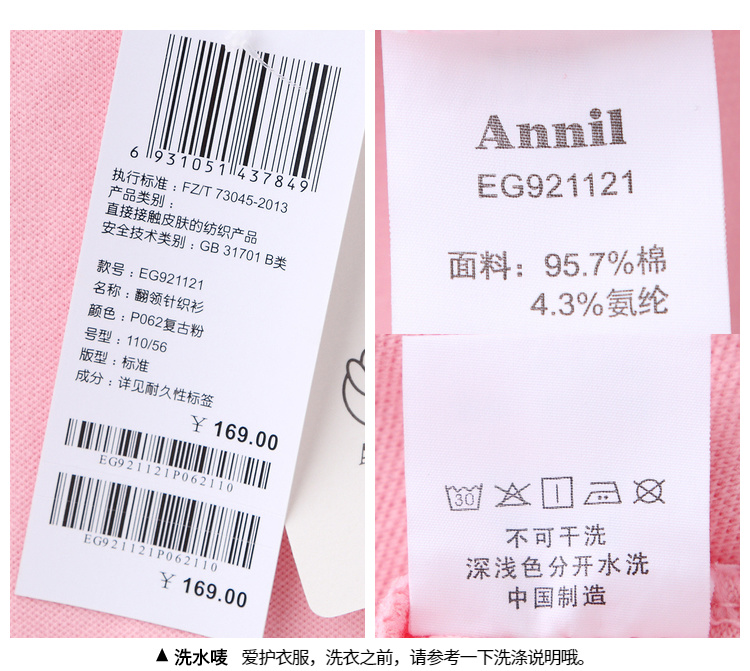 6 931051 437849
执行标准：FZ/T 73045-2013
产品类别：
直接接触皮肤的纺织产品
安全技术类别：GB 31701 B类
款号：EG921121
名称：翻领针织衫
颜色：P062复古粉
号型：110/56
版型：标准
成分：详见耐久性标签
¥ 169.00
EG921121P062110
EG921121P062110
¥ 169.00
Annil
EG921121
面料：95.7%棉
4.3%氨纶
30
不可干洗
深浅色分开水洗
中国制造
▲ 洗水唛 爱护衣服，洗衣之前，请参考一下洗涤说明哦。